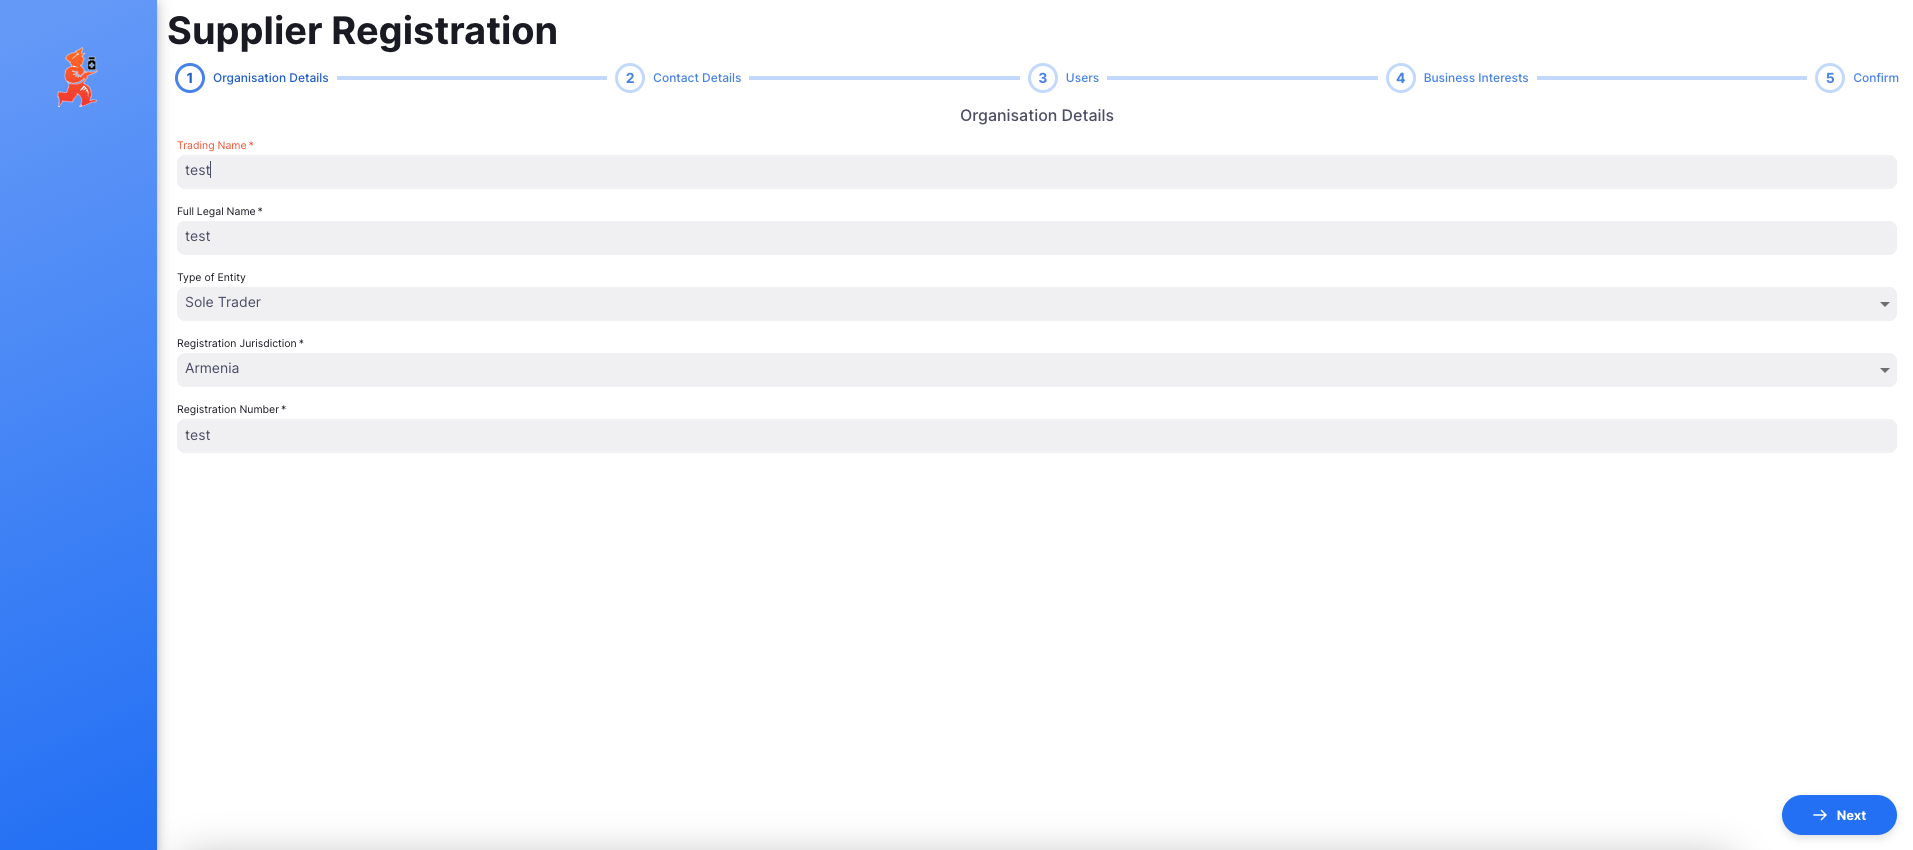 Supplier Registration
1 Organisation Details 2 Contact Details 3 Users 4 Business Interests 5 Confirm
Organisation Details
Trading Name *
test
Full Legal Name *
test
Type of Entity
Sole Trader
Registration Jurisdiction *
Armenia
Registration Number *
test
Next